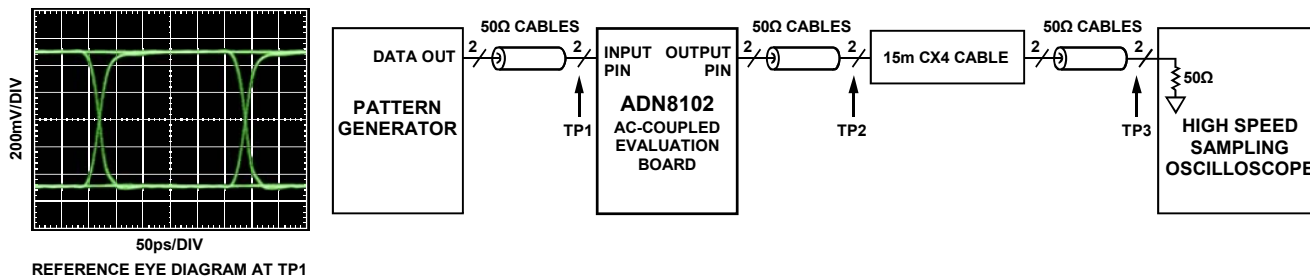 200mV/DIV
50ps/DIV
REFERENCE EYE DIAGRAM AT TP1
DATA OUT
PATTERN
GENERATOR
50Ω CABLES
2
2
TP1
INPUT
PIN
OUTPUT
PIN
ADN8102
AC-COUPLED
EVALUATION
BOARD
50Ω CABLES
2
2
TP2
15m CX4 CABLE
50Ω CABLES
2
2
TP3
50Ω
HIGH SPEED
SAMPLING
OSCILLOSCOPE